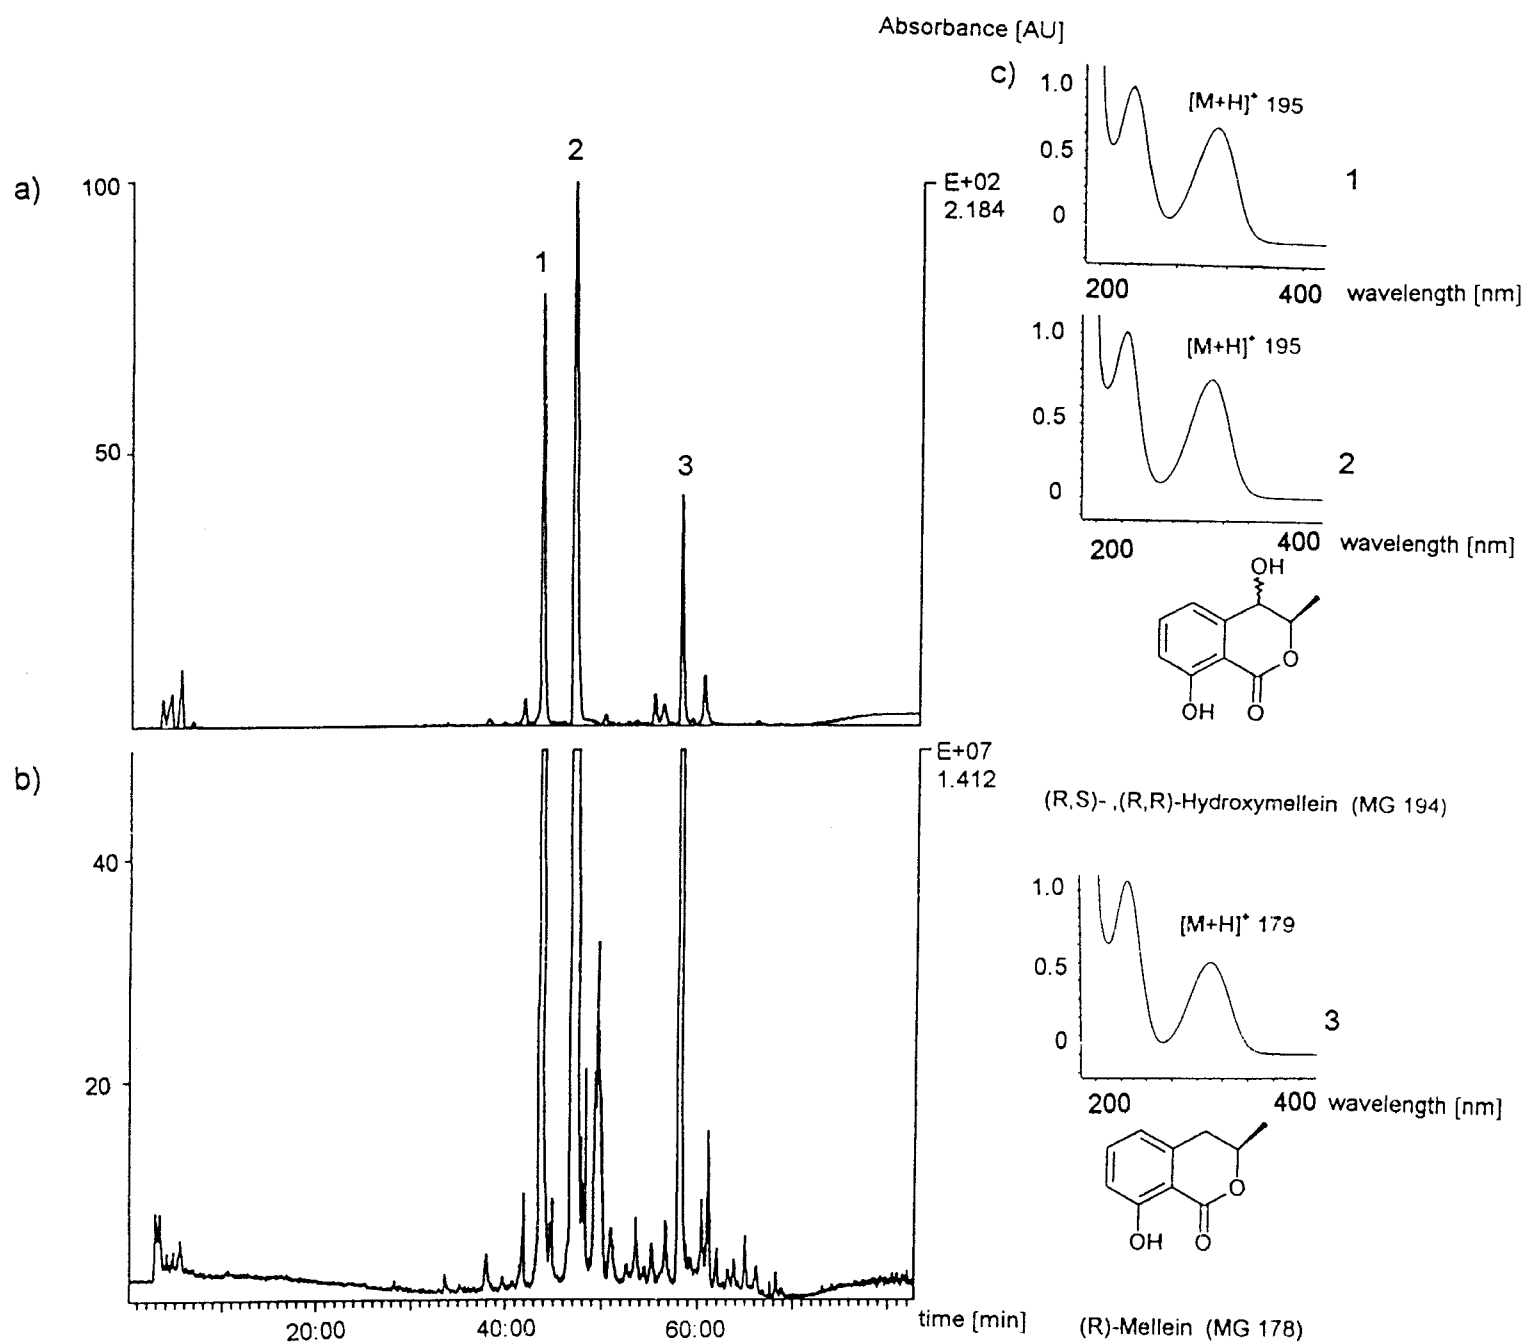 Absorbance [AU]
c)
1.0
[M+H]+ 195
0.5
1
0
200
400
wavelength [nm]
a)
100
50
1
2
3
E+02
2.184
1.0
[M+H]+ 195
0.5
2
0
200
400
wavelength [nm]
OH
O
OH
O
(R,S)- ,(R,R)-Hydroxymellein (MG 194)
b)
E+07
1.412
40
20
20:00
40:00
60:00
time [min]
1.0
[M+H]+ 179
0.5
3
0
200
400
wavelength [nm]
O
OH
O
(R)-Mellein (MG 178)